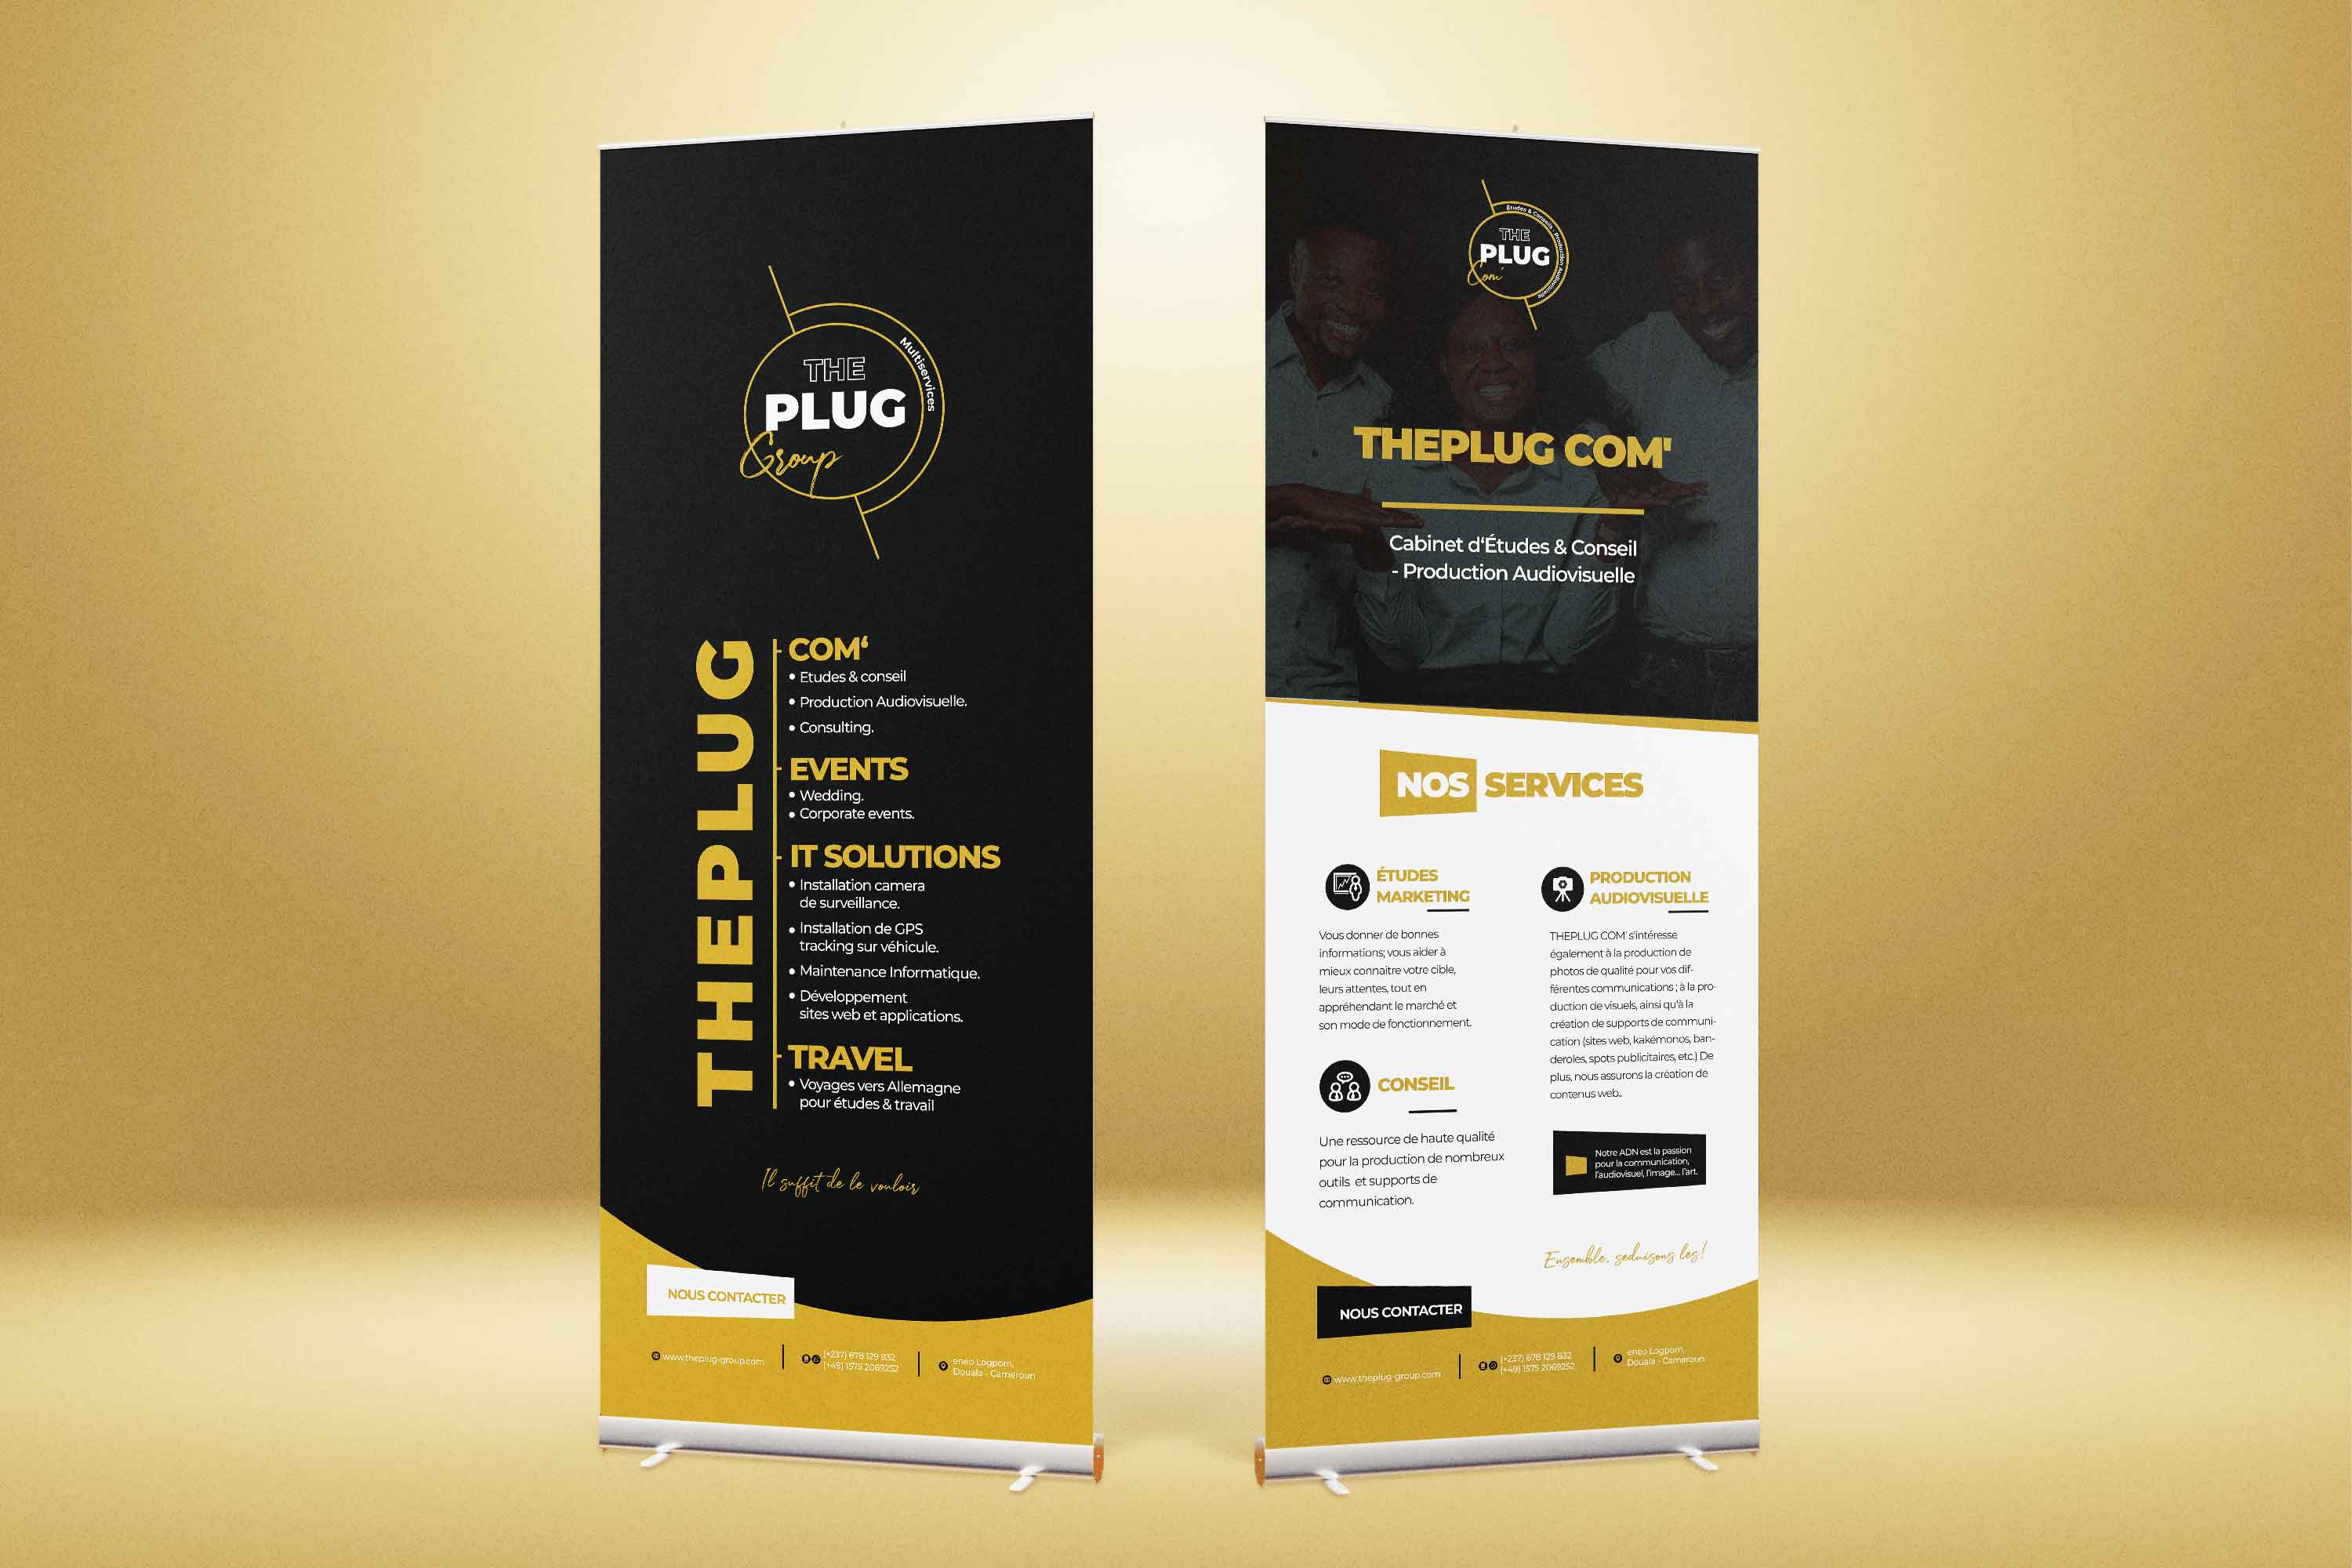 THE
PLUG
Group
Multiservices
THEPLUG
COM‘
• Etudes & conseil
• Production Audiovisuelle.
• Consulting.
EVENTS
• Wedding.
• Corporate events.
IT SOLUTIONS
• Installation camera
de surveillance.
• Installation de GPS
tracking sur véhicule.
• Maintenance Informatique.
• Développement
sites web et applications.
TRAVEL
• Voyages vers Allemagne
pour études & travail
Il suffit de le vouloir
NOUS CONTACTER
www.theplug-group.com
(+237) 678 129 832
(+49) 1575 2069252
eneo Logpom,
Douala - Cameroun
THE
PLUG
Com'
Etudes & Conseils - Production Audiovisuelle
THEPLUG COM'
Cabinet d‘Études & Conseil
- Production Audiovisuelle
NOS SERVICES
ÉTUDES
MARKETING
Vous donner de bonnes
informations; vous aider à
mieux connaitre votre cible,
leurs attentes, tout en
appréhendant le marché et
son mode de fonctionnement.
CONSEIL
Une ressource de haute qualité
pour la production de nombreux
outils et supports de
communication.
PRODUCTION
AUDIOVISUELLE
THEPLUG COM' s'intéresse
également à la production de
photos de qualité pour vos dif-
férentes communications ; à la pro-
duction de visuels, ainsi qu'à la
création de supports de communi-
cation (sites web, kakémonos, ban-
deroles, spots publicitaires, etc.) De
plus, nous assurons la création de
contenus web..
Notre ADN est la passion
pour la communication,
l'audiovisuel, l'image... l'art.
Ensemble, seduisons les!
NOUS CONTACTER
www.theplug-group.com
(+237) 678 129 832
(+49) 1575 2069252
eneo Logpom,
Douala - Cameroun